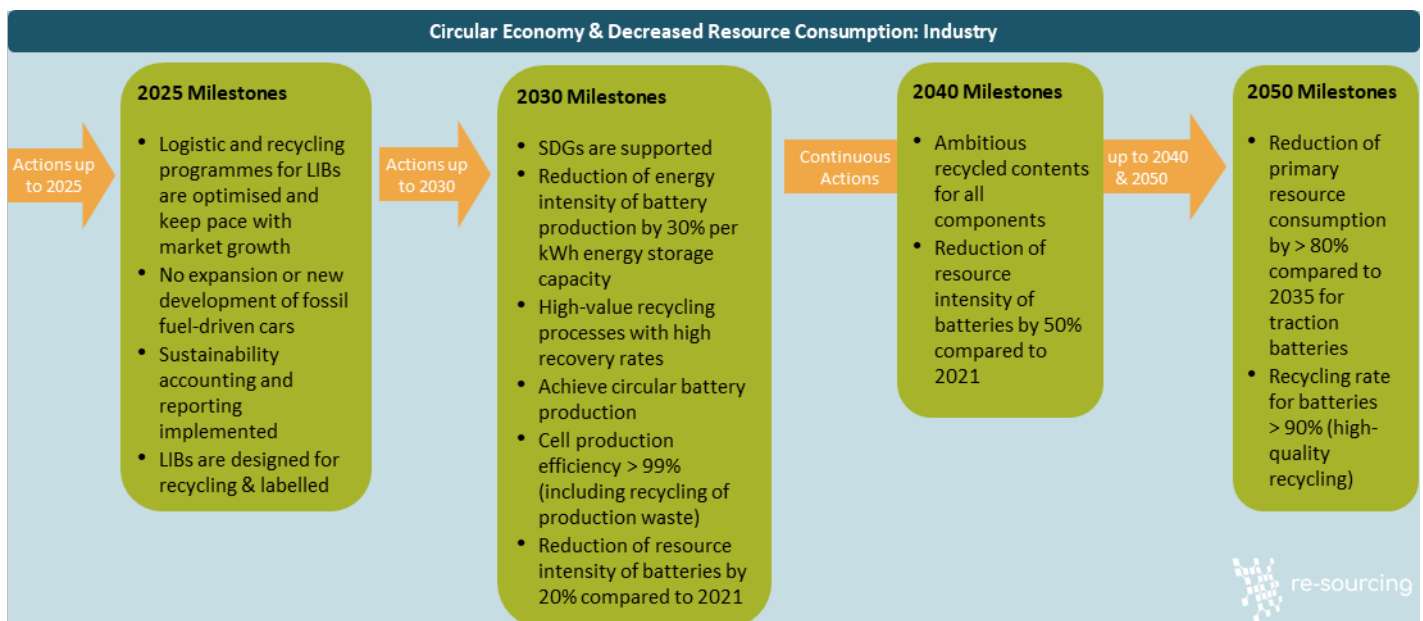 Circular Economy & Decreased Resource Consumption: Industry
Actions up
to 2025
2025 Milestones
• Logistic and recycling
programmes for LIBs
are optimised and
keep pace with
market growth
• No expansion or new
development of fossil
fuel-driven cars
• Sustainability
accounting and
reporting
implemented
• LIBs are designed for
recycling & labelled
Actions up
to 2030
2030 Milestones
• SDGs are supported
• Reduction of energy
intensity of battery
production by 30% per
kWh energy storage
capacity
• High-value recycling
processes with high
recovery rates
• Achieve circular battery
production
• Cell production
efficiency > 99%
(including recycling of
production waste)
• Reduction of resource
intensity of batteries by
20% compared to 2021
Continuous
Actions
2040 Milestones
• Ambitious
recycled contents
for all
components
• Reduction of
resource
intensity of
batteries by 50%
compared to
2021
up to 2040
& 2050
2050 Milestones
• Reduction of
primary
resource
consumption
by > 80%
compared to
2035 for
traction
batteries
• Recycling rate
for batteries
> 90% (high-
quality
recycling)
re-sourcing